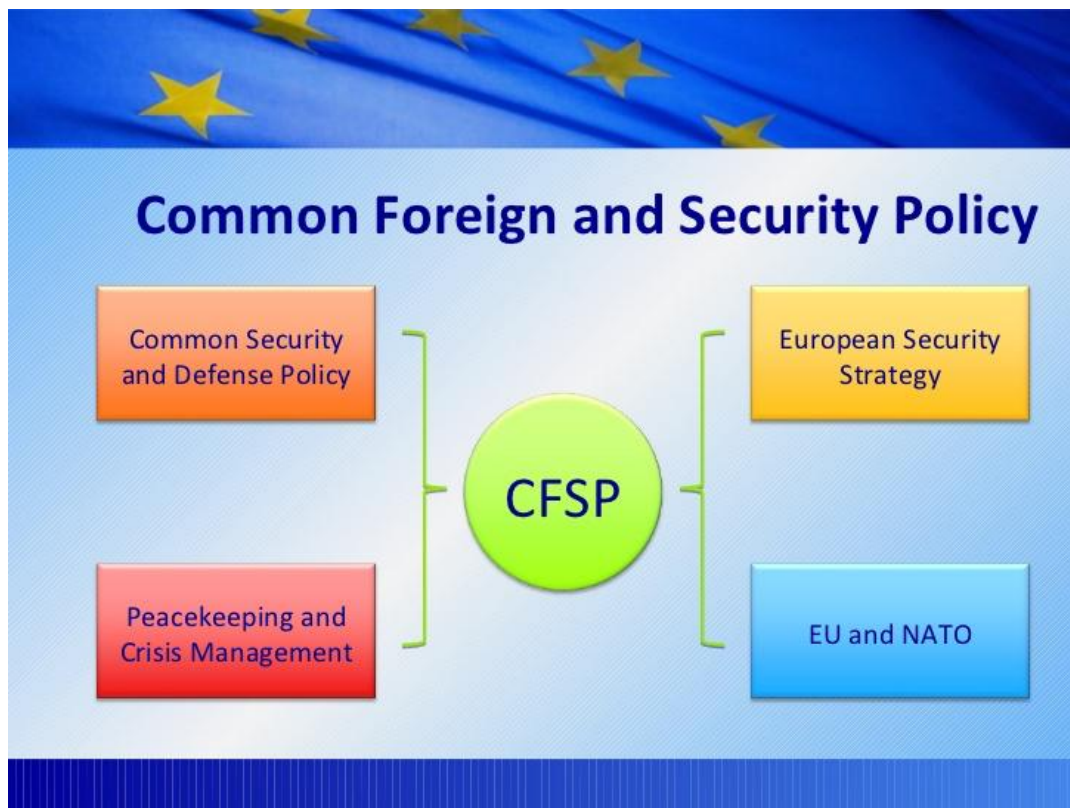 Common Foreign and Security Policy
Common Security
and Defense Policy
European Security
Strategy
CFSP
Peacekeeping and
Crisis Management
EU and NATO